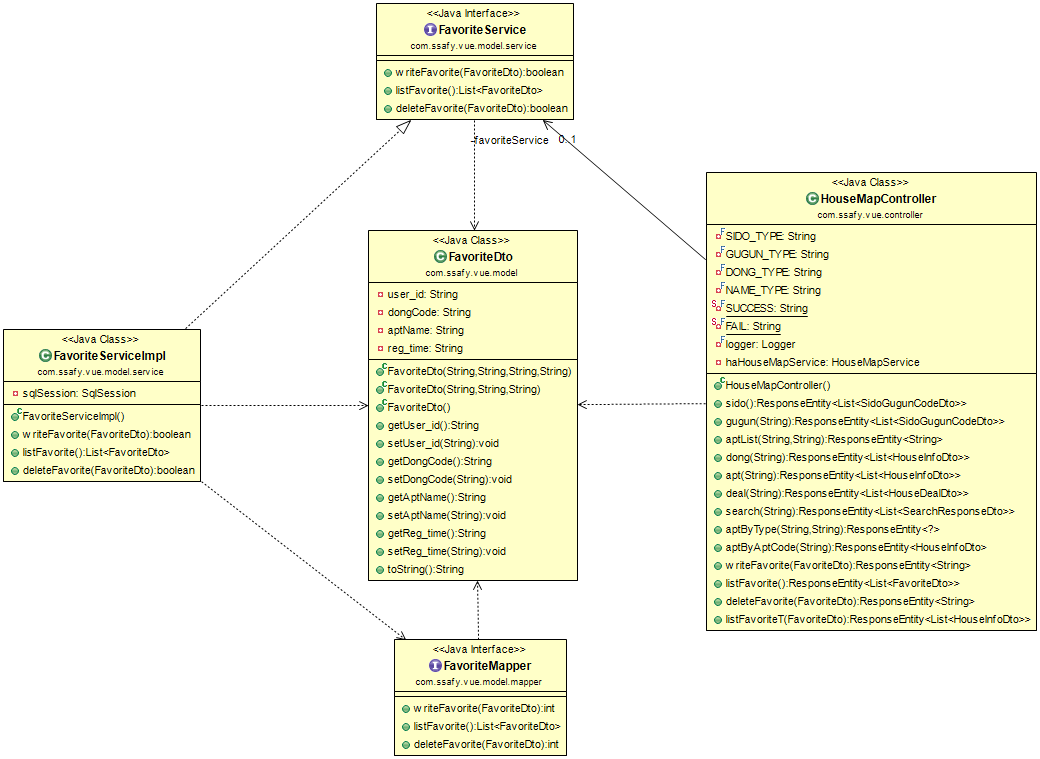 <<Java Interface>>
FavoriteService
com.ssafy.vue.model.service
writeFavorite(FavoriteDto):boolean
listFavorite():List<FavoriteDto>
deleteFavorite(FavoriteDto):boolean
-favoriteService 0..1
<<Java Class>>
HouseMapController
com.ssafy.vue.controller
SIDO_TYPE: String
GUGUN_TYPE: String
DONG_TYPE: String
NAME_TYPE: String
SUCCESS: String
FAIL: String
logger: Logger
haHouseMapService: HouseMapService
HouseMapController()
sido():ResponseEntity<List<SidoGugunCodeDto>>
gugun(String):ResponseEntity<List<SidoGugunCodeDto>>
aptList(String,String):ResponseEntity<String>
dong(String):ResponseEntity<List<HouseInfoDto>>
apt(String):ResponseEntity<List<HouseInfoDto>>
deal(String):ResponseEntity<List<HouseDealDto>>
search(String):ResponseEntity<List<SearchResponseDto>>
aptByType(String,String):ResponseEntity<?>
aptByAptCode(String):ResponseEntity<HouseInfoDto>
writeFavorite(FavoriteDto):ResponseEntity<String>
listFavorite():ResponseEntity<List<FavoriteDto>>
deleteFavorite(FavoriteDto):ResponseEntity<String>
listFavoriteT(FavoriteDto):ResponseEntity<List<HouseInfoDto>>
<<Java Class>>
FavoriteDto
com.ssafy.vue.model
user_id: String
dongCode: String
aptName: String
reg_time: String
FavoriteDto(String,String,String,String)
FavoriteDto(String,String,String)
FavoriteDto()
getUser_id():String
setUser_id(String):void
getDongCode():String
setDongCode(String):void
getAptName():String
setAptName(String):void
getReg_time():String
setReg_time(String):void
toString():String
<<Java Class>>
FavoriteServiceImpl
com.ssafy.vue.model.service
sqlSession: SqlSession
FavoriteServiceImpl()
writeFavorite(FavoriteDto):boolean
listFavorite():List<FavoriteDto>
deleteFavorite(FavoriteDto):boolean
<<Java Interface>>
FavoriteMapper
com.ssafy.vue.model.mapper
writeFavorite(FavoriteDto):int
listFavorite():List<FavoriteDto>
deleteFavorite(FavoriteDto):int